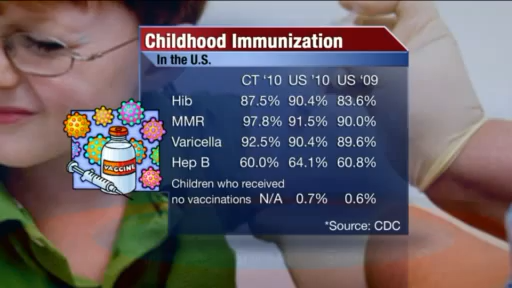 Childhood Immunization
In the U.S.
CT '10 US '10 US '09
Hib 87.5% 90.4% 83.6%
MMR 97.8% 91.5% 90.0%
Varicella 92.5% 90.4% 89.6%
Hep B 60.0% 64.1% 60.8%
Children who received
no vaccinations N/A 0.7% 0.6%
*Source: CDC
VACCINE